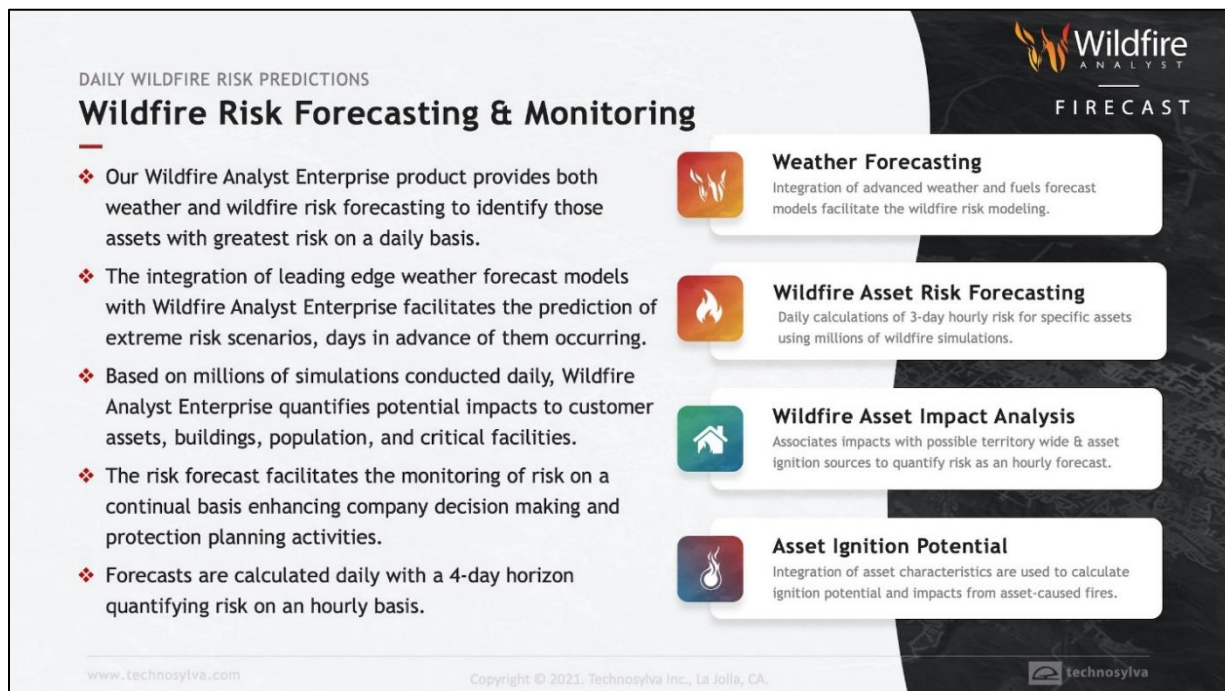 DAILY WILDFIRE RISK PREDICTIONS
Wildfire Risk Forecasting & Monitoring
❖ Our Wildfire Analyst Enterprise product provides both
weather and wildfire risk forecasting to identify those
assets with greatest risk on a daily basis.
❖ The integration of leading edge weather forecast models
with Wildfire Analyst Enterprise facilitates the prediction of
extreme risk scenarios, days in advance of them occurring.
❖ Based on millions of simulations conducted daily, Wildfire
Analyst Enterprise quantifies potential impacts to customer
assets, buildings, population, and critical facilities.
❖ The risk forecast facilitates the monitoring of risk on a
continual basis enhancing company decision making and
protection planning activities.
❖ Forecasts are calculated daily with a 4-day horizon
quantifying risk on an hourly basis.
Wildfire
ANALYST
FIRECAST
Weather Forecasting
Integration of advanced weather and fuels forecast
models facilitate the wildfire risk modeling.
Wildfire Asset Risk Forecasting
Daily calculations of 3-day hourly risk for specific assets
using millions of wildfire simulations.
Wildfire Asset Impact Analysis
Associates impacts with possible territory wide & asset
ignition sources to quantify risk as an hourly forecast.
Asset Ignition Potential
Integration of asset characteristics are used to calculate
ignition potential and impacts from asset-caused fires.
www.technosylva.com
Copyright © 2021. Technosylva Inc., La Jolla, CA.
technosylva